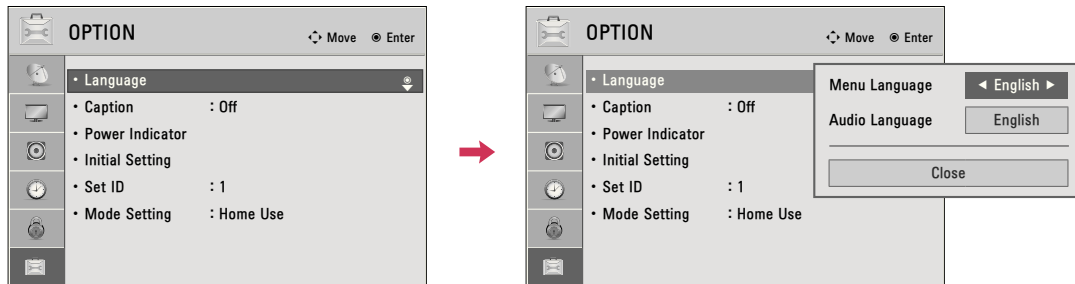 OPTION
Move
Enter
• Language
• Caption : Off
• Power Indicator
• Initial Setting
• Set ID : 1
• Mode Setting : Home Use
OPTION
Move
Enter
• Language
• Caption : Off
• Power Indicator
• Initial Setting
• Set ID : 1
• Mode Setting : Home Use
Menu Language ◄ English ►
Audio Language English
Close